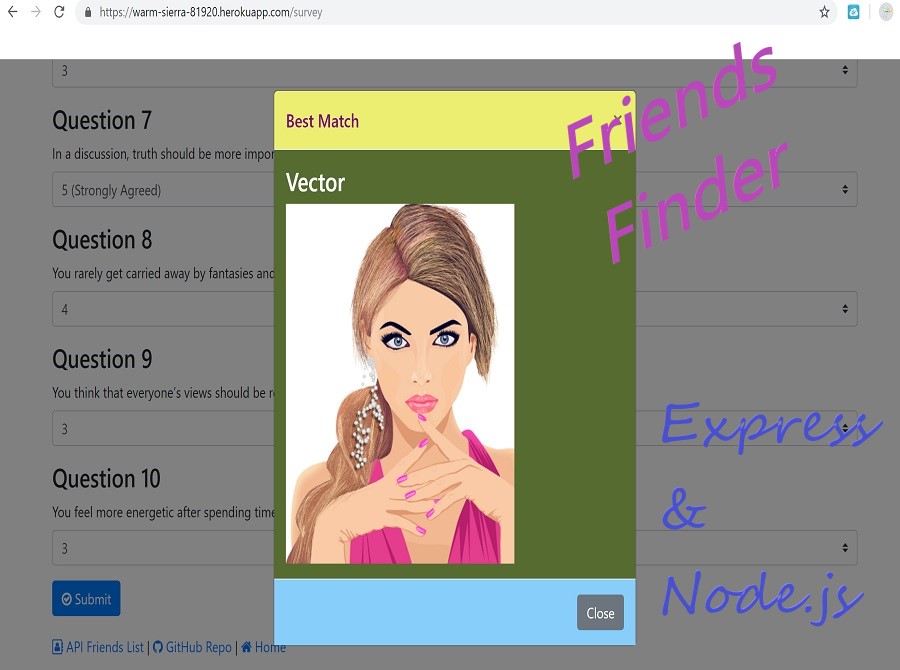 https://warm-sierra-81920.herokuapp.com/survey
3
Question 7
In a discussion, truth should be more impor
5 (Strongly Agreed)
Question 8
You rarely get carried away by fantasies and
4
Question 9
You think that everyone's views should be r
3
Question 10
You feel more energetic after spending time
3
Submit
API Friends List | GitHub Repo | Home
Best Match
×
Vector
Close
Friends
Finder
Express
&
Node.js